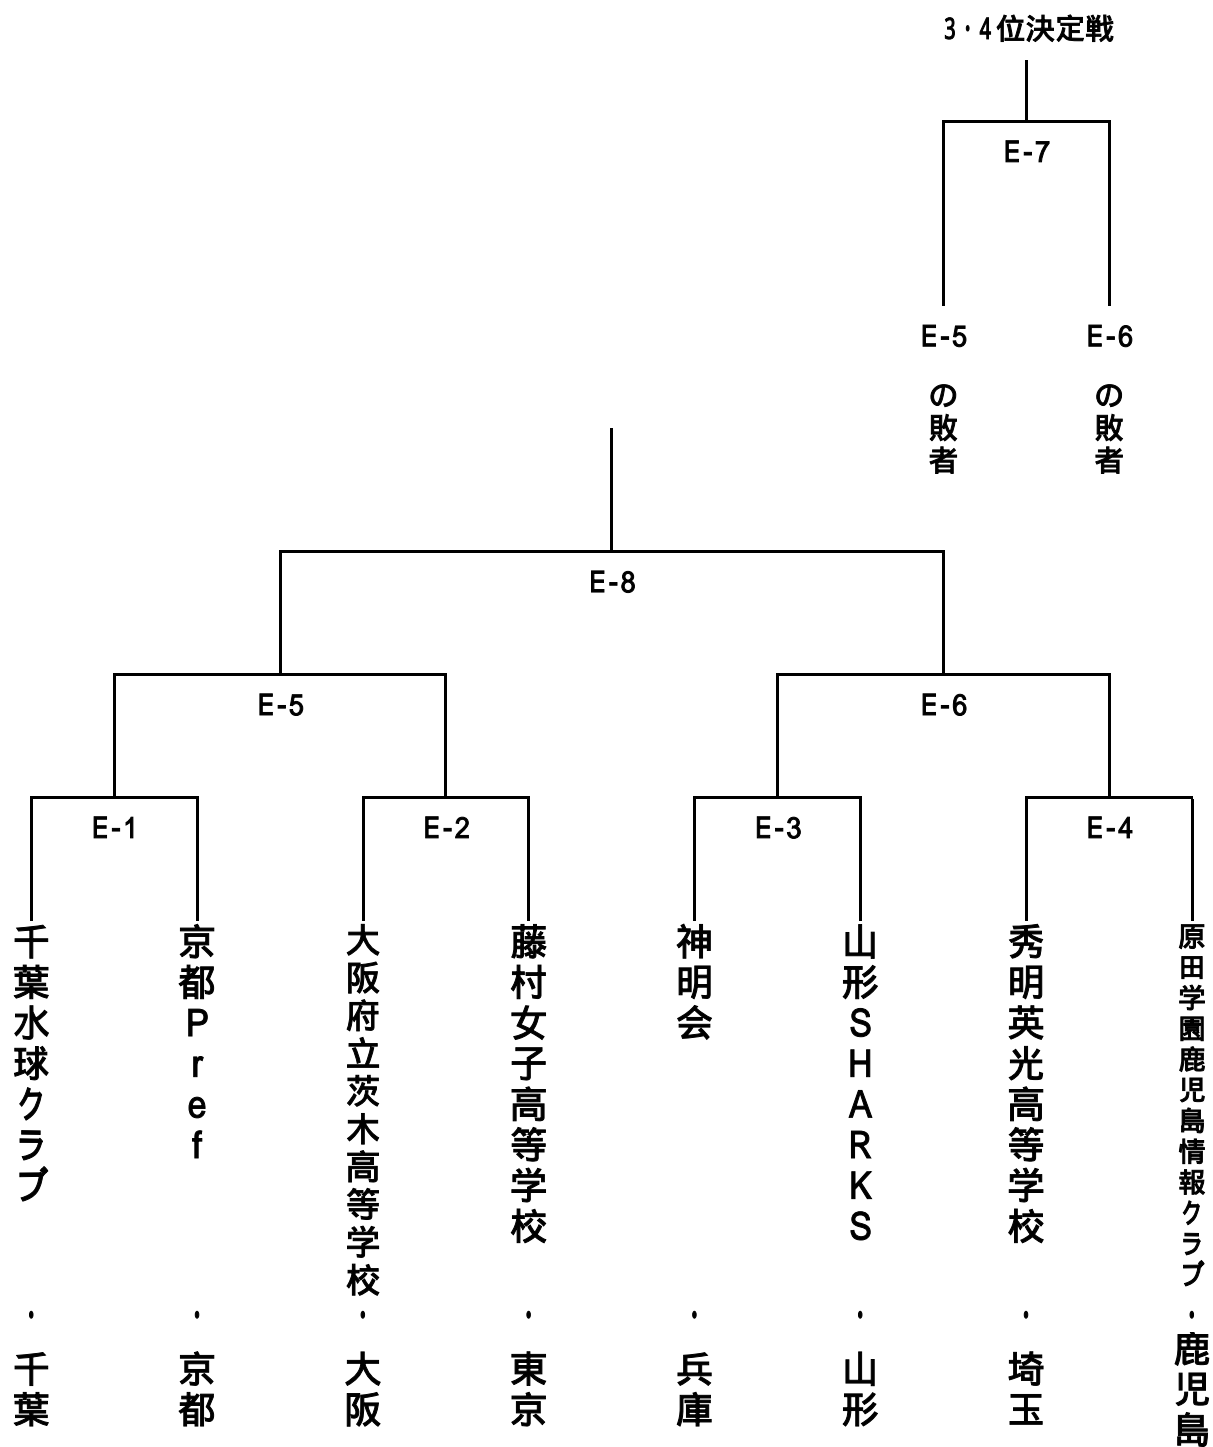 3・4位決定戦
E-7
E-5の敗者
E-6の敗者
E-8
E-5
E-6
E-1
E-2
E-3
E-4
千葉水球クラブ・千葉
京都Pref・京都
大阪府立茨木高等学校・大阪
藤村女子高等学校・東京
神明会・兵庫
山形SHARKS・山形
秀明英光高等学校・埼玉
原田学園鹿児島情報クラブ・鹿児島